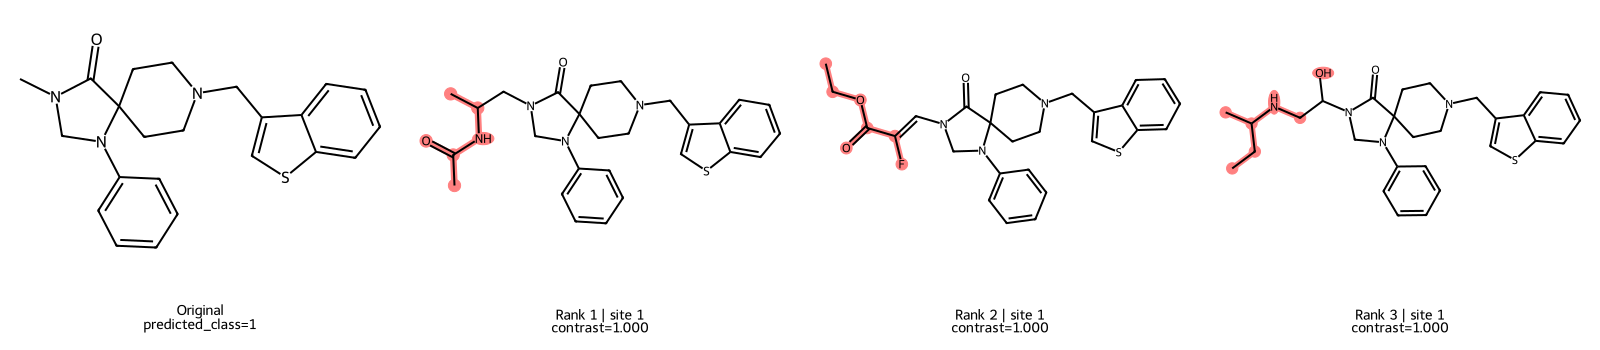 O
N
N
N
S
Original
predicted_class=1
O
NH
O
N
N
N
S
Rank 1 | site 1
contrast=1.000
O
O
F
N
O
N
N
S
Rank 2 | site 1
contrast=1.000
H
N
OH
N
O
N
N
S
Rank 3 | site 1
contrast=1.000